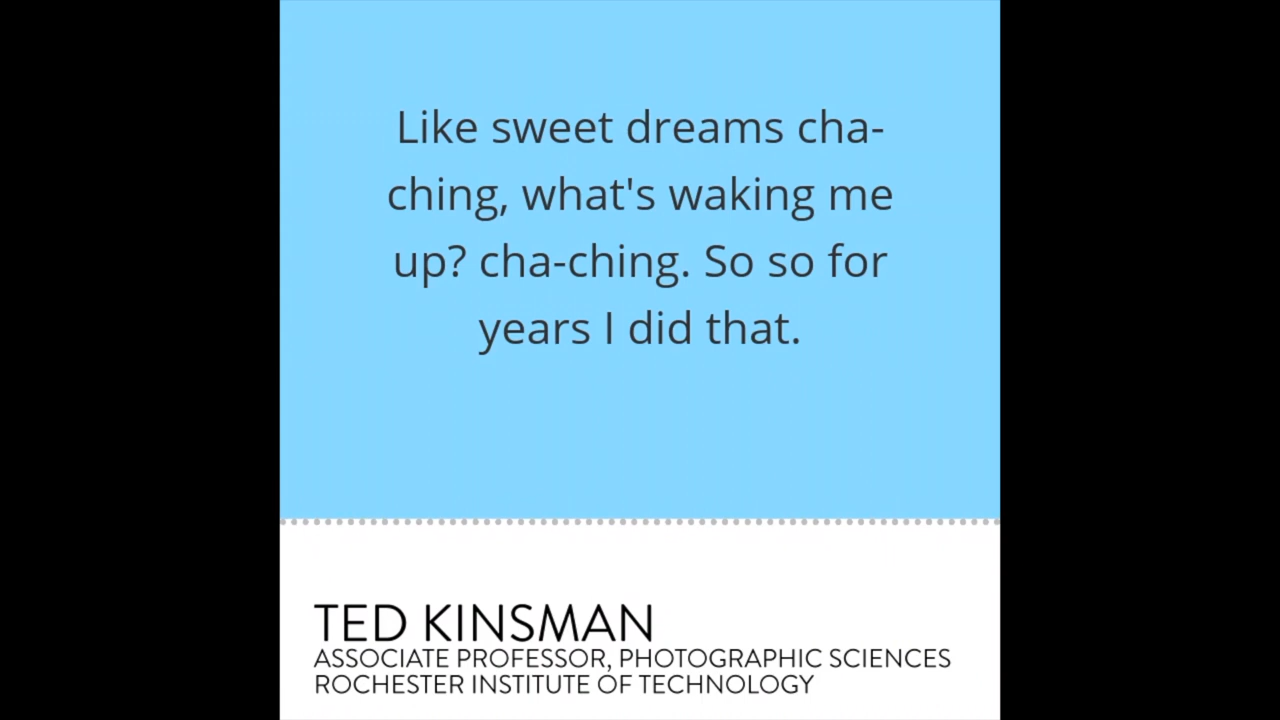 Like sweet dreams cha-
ching, what's waking me
up? cha-ching. So so for
years I did that.
TED KINSMAN
ASSOCIATE PROFESSOR, PHOTOGRAPHIC SCIENCES
ROCHESTER INSTITUTE OF TECHNOLOGY